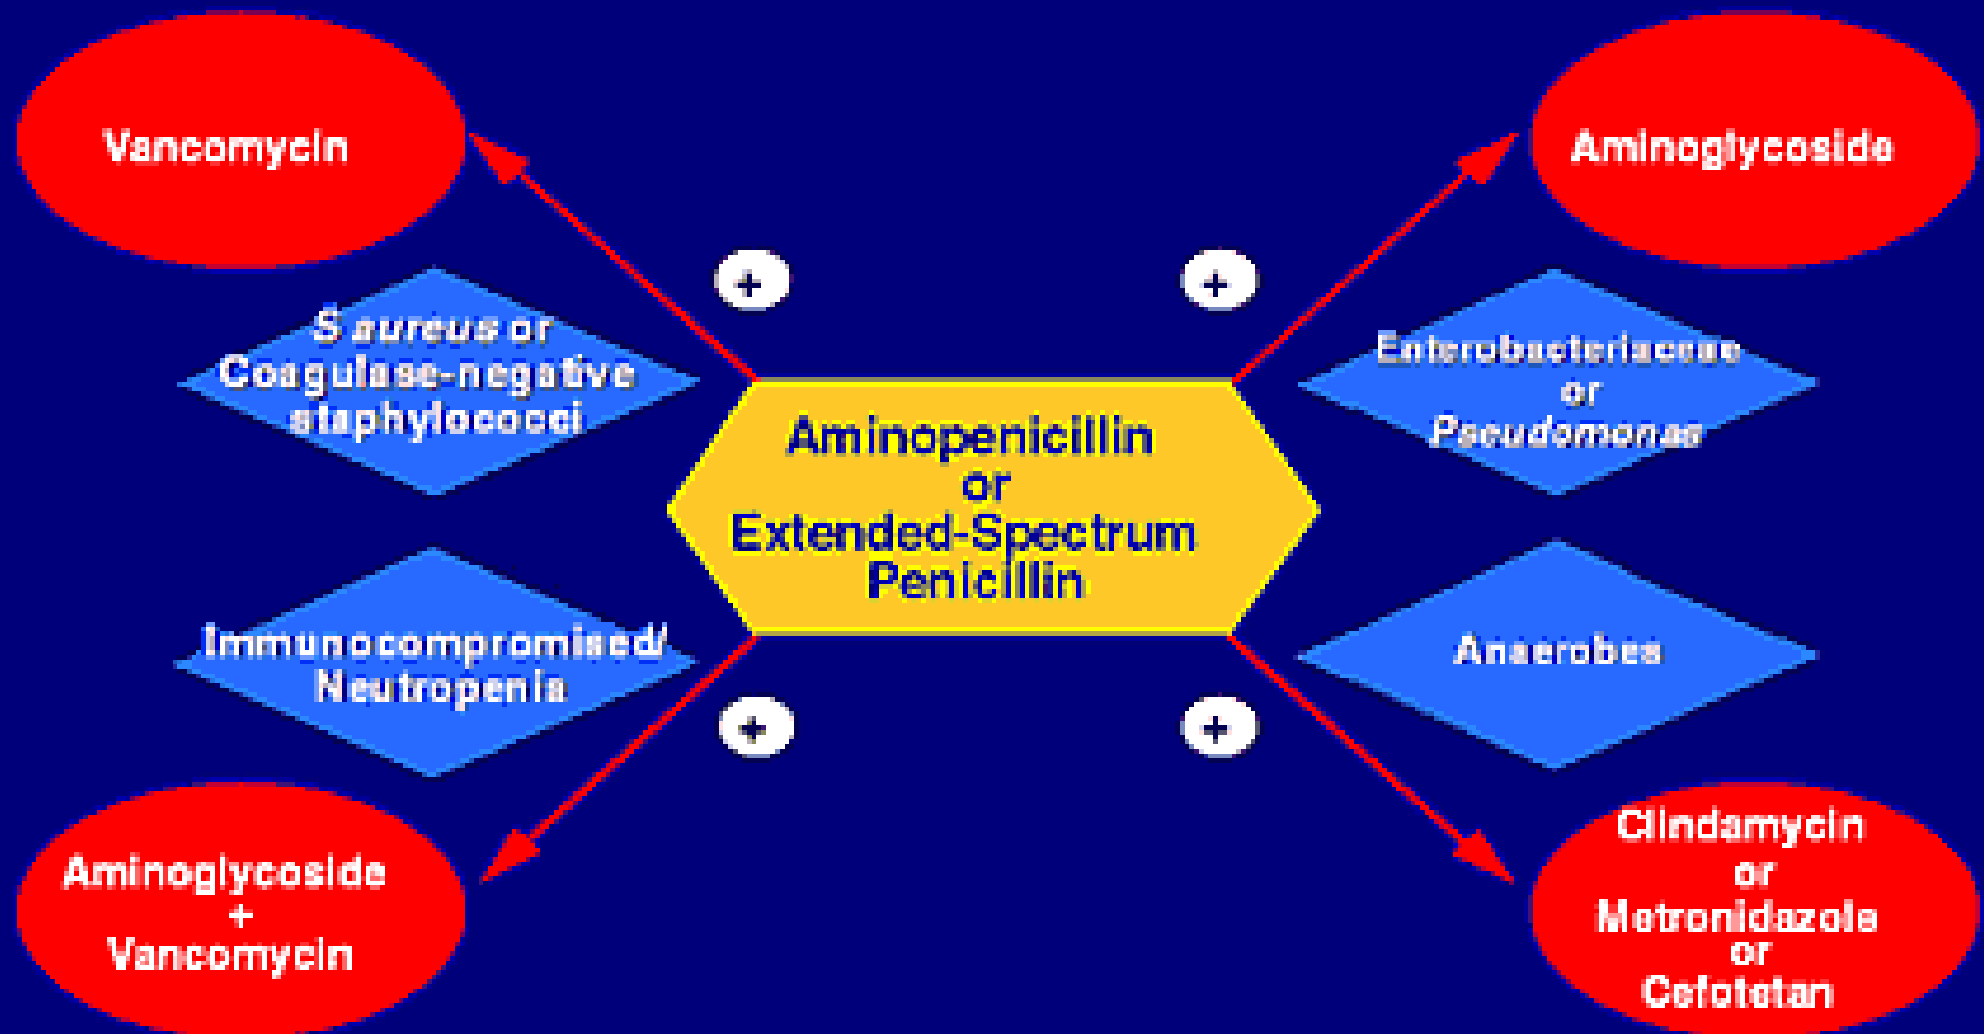 Vancomycin
Aminoglycoside
+
+
S aureus or
Coagulase-negative
staphylococci
Enterobacteriaceae
or
Pseudomonas
Aminopenicillin
or
Extended-Spectrum
Penicillin
Immunocompromised/
Neutropenia
Anaerobes
+
+
Aminoglycoside
+
Vancomycin
Clindamycin
or
Metronidazole
or
Cefotetan